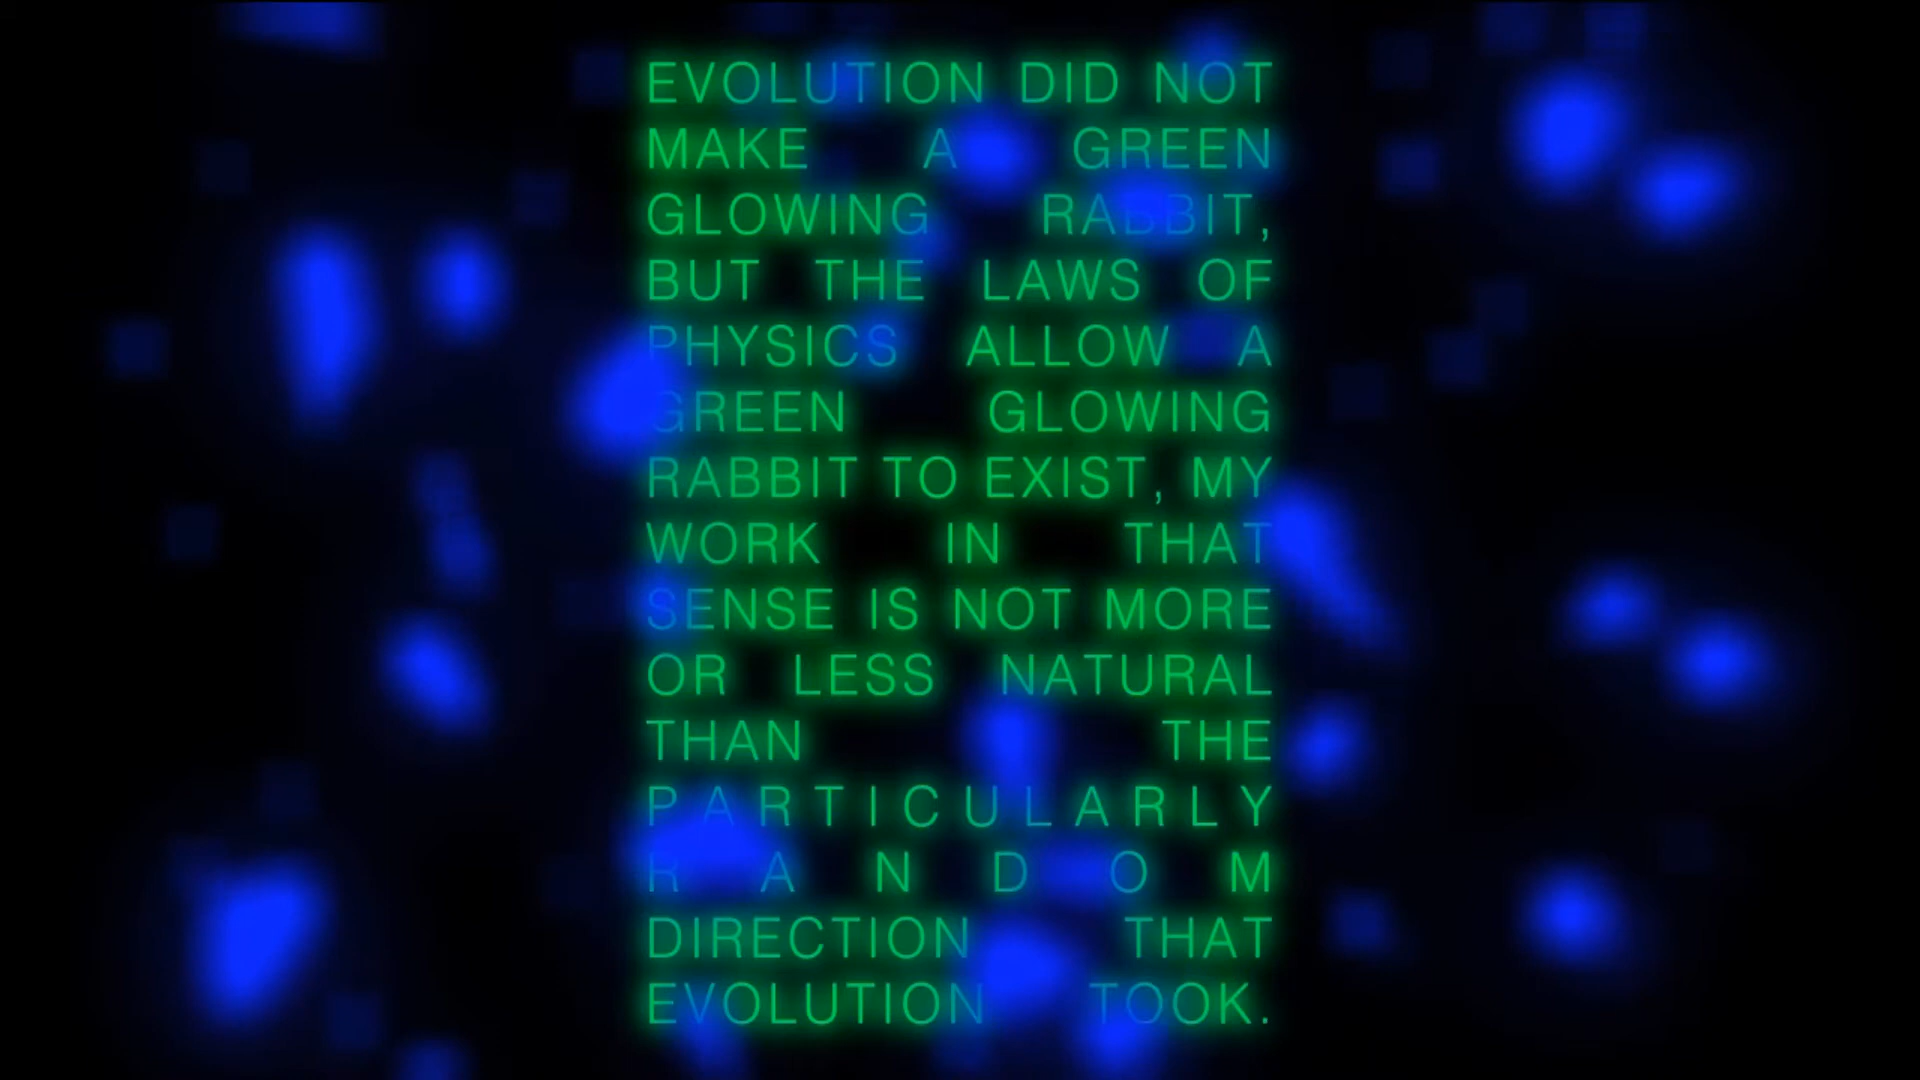 EVOLUTION DID NOT
MAKE A GREEN
GLOWING RABBIT,
BUT THE LAWS OF
PHYSICS ALLOW A
GREEN GLOWING
RABBIT TO EXIST, MY
WORK IN THAT
SENSE IS NOT MORE
OR LESS NATURAL
THAN THE
PARTICULARLY
RANDOM
DIRECTION THAT
EVOLUTION TOOK.